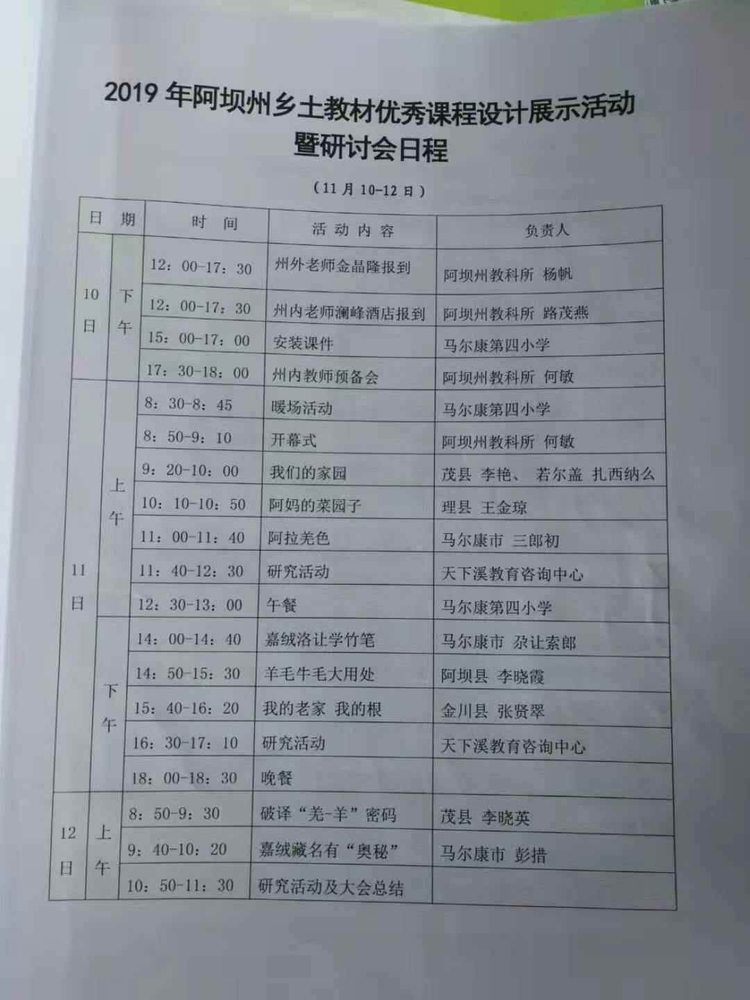 2019 年阿坝州乡土教材优秀课程设计展示活动
暨研讨会日程
（11 月 10-12 日）
日 期 时 间 活 动 内 容 负责人
10日 下午 12：00-17：30 州外老师金晶隆报到 阿坝州教科所 杨帆
12：00-17：30 州内老师澜峰酒店报到 阿坝州教科所 路茂燕
15：00-17：00 安装课件 马尔康第四小学
17：30-18：00 州内教师预备会 阿坝州教科所 何敏
11日 上午 8：30-8：45 暖场活动 马尔康第四小学
8：50-9：10 开幕式 阿坝州教科所 何敏
9：20-10：00 我们的家园 茂县 李艳、 若尔盖 扎西纳么
10：10-10：50 阿妈的菜园子 理县 王金琼
11：00-11：40 阿拉羌色 马尔康市 三郎初
11：40-12：30 研究活动 天下溪教育咨询中心
12：30-13：00 午餐 马尔康第四小学
下午 14：00-14：40 嘉绒洛让学竹笔 马尔康市 尕让索郎
14：50-15：30 羊毛牛毛大用处 阿坝县 李晓霞
15：40-16：20 我的老家 我的根 金川县 张贤翠
16：30-17：10 研究活动 天下溪教育咨询中心
18：00-18：30 晚餐
12日 上午 8：50-9：30 破译“羌-羊”密码 茂县 李晓英
9：40-10：20 嘉绒藏名有“奥秘” 马尔康市 彭措
10：50-11：30 研究活动及大会总结